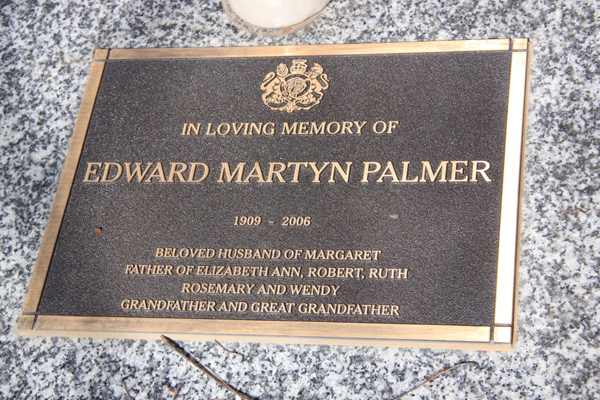 IN LOVING MEMORY OF
EDWARD MARTYN PALMER
1909 ~ 2006
BELOVED HUSBAND OF MARGARET
FATHER OF ELIZABETH ANN, ROBERT, RUTH
ROSEMARY AND WENDY
GRANDFATHER AND GREAT GRANDFATHER